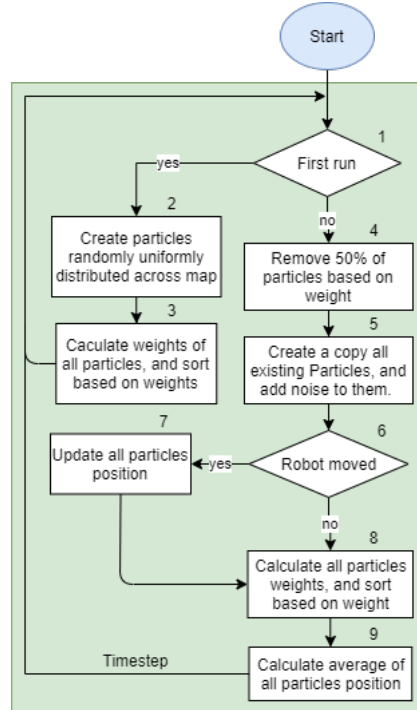 Start
1
First run
yes
no
2
Create particles
randomly uniformly
distributed across map
3
Caculate weights of
all particles, and sort
based on weights
4
Remove 50% of
particles based on
weight
5
Create a copy all
existing Particles, and
add noise to them.
6
Robot moved
yes
no
7
Update all particles
position
8
Calculate all particles
weights, and sort
based on weight
9
Calculate average of
all particles position
Timestep